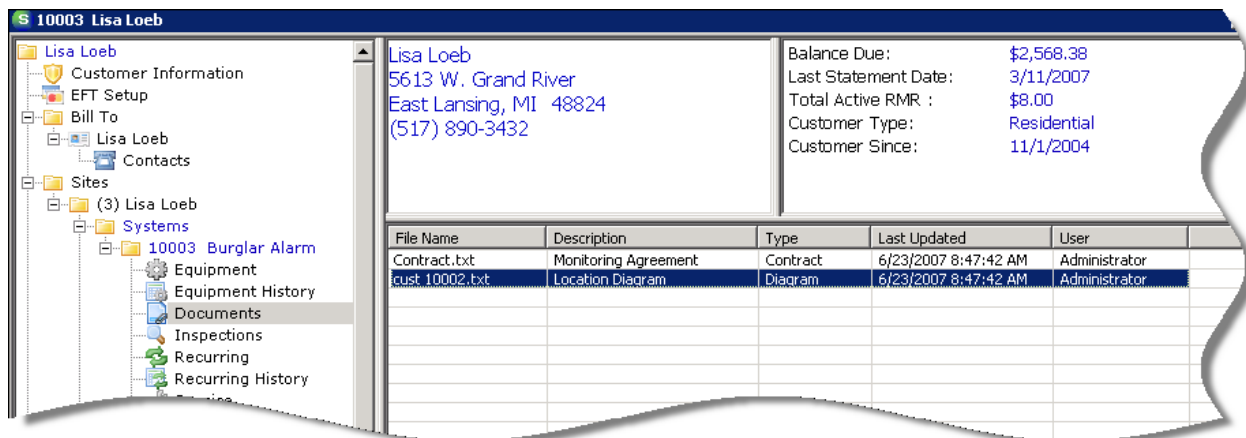 S 10003 Lisa Loeb
Lisa Loeb
Customer Information
EFT Setup
Bill To
Lisa Loeb
Contacts
Sites
(3) Lisa Loeb
Systems
10003 Burglar Alarm
Equipment
Equipment History
Documents
Inspections
Recurring
Recurring History
Lisa Loeb
5613 W. Grand River
East Lansing, MI 48824
(517) 890-3432
Balance Due: $2,568.38
Last Statement Date: 3/11/2007
Total Active RMR : $8.00
Customer Type: Residential
Customer Since: 11/1/2004
File Name Description Type Last Updated User
Contract.txt Monitoring Agreement Contract 6/23/2007 8:47:42 AM Administrator
cust 10002.txt Location Diagram Diagram 6/23/2007 8:47:42 AM Administrator